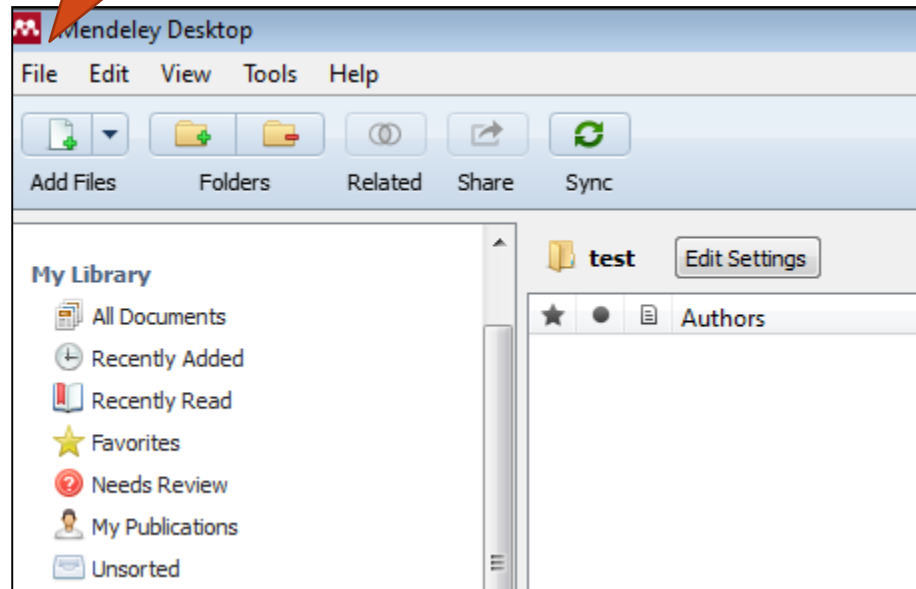 Mendeley Desktop
File Edit View Tools Help
Add Files Folders Related Share Sync
My Library
All Documents
Recently Added
Recently Read
Favorites
Needs Review
My Publications
Unsorted
test Edit Settings
Authors